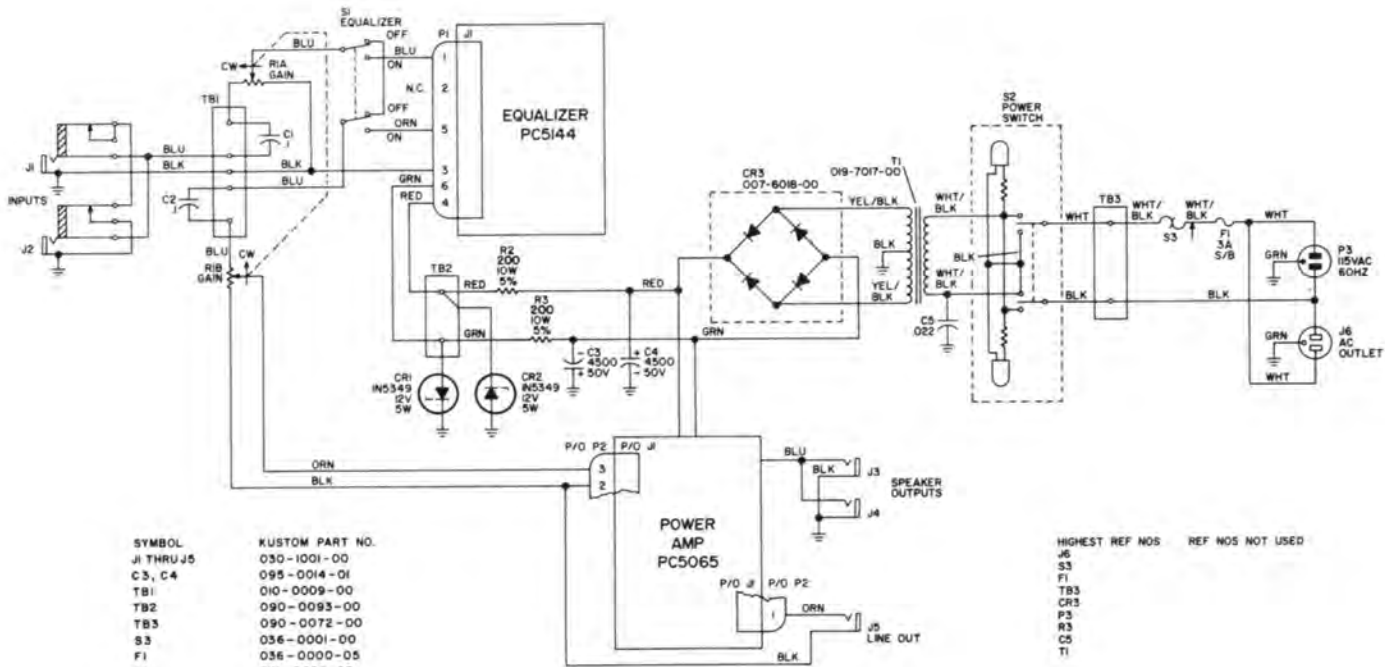 S1
EQUALIZER
OFF
BLU
BLU
ON
CW
R1A
GAIN
TB1
C1
.1
N.C.
OFF
ORN
ON
P1
J1
1
2
5
3
6
4
EQUALIZER
PC5144
J1
BLU
BLK
BLK
BLU
INPUTS
C2
.1
J2
GRN
RED
BLU
CW
R1B
GAIN
TB2
RED
R2
200
10W
5%
RED
GRN
R3
200
10W
5%
GRN
CR1
IN5349
12V
5W
CR2
IN5349
12V
5W
- C3
4500
+ 50V
+ C4
4500
- 50V
CR3
007-6018-00
T1
019-7017-00
YEL/BLK
BLK
YEL/
BLK
WHT/
BLK
WHT/
BLK
C5
.022
S2
POWER
SWITCH
BLK
WHT
BLK
TB3
WHT/
BLK
S3
WHT/
BLK
F1
3A
S/B
WHT
BLK
GRN
P3
115VAC
60HZ
GRN
J6
AC
OUTLET
WHT
ORN
BLK
P/O P2
P/O J1
3
2
POWER
AMP
PC5065
BLU
BLK
J3
SPEAKER
OUTPUTS
J4
P/O J1
P/O P2
1
ORN
J5
LINE OUT
BLK
SYMBOL KUSTOM PART NO.
J1 THRU J5 030-1001-00
C3, C4 095-0014-01
TB1 010-0009-00
TB2 090-0093-00
TB3 090-0072-00
S3 036-0001-00
F1 036-0000-05
HIGHEST REF NOS REF NOS NOT USED
J6
S3
F1
TB3
CR3
P3
R3
C5
T1